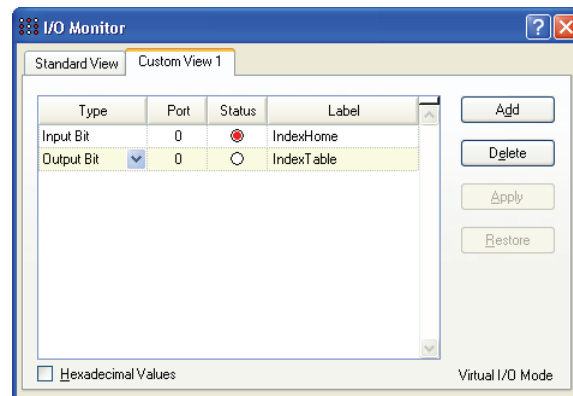 I/O Monitor
Standard View Custom View 1
Type Port Status Label
Input Bit 0 IndexHome
Output Bit 0 IndexTable
Add
Delete
Apply
Restore
Hexadecimal Values
Virtual I/O Mode